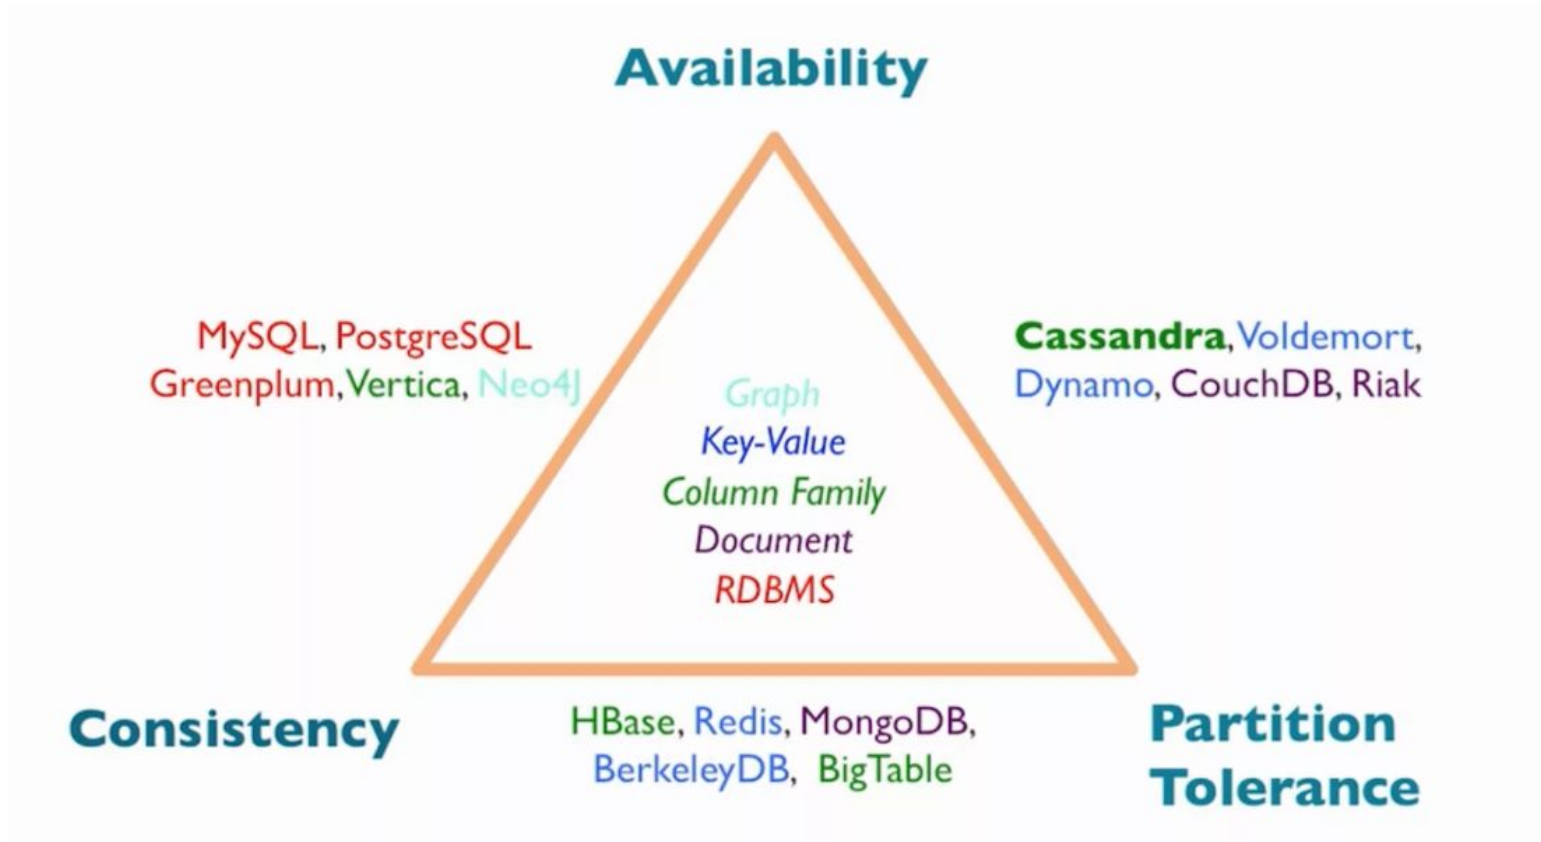 Availability
MySQL, PostgreSQL
Greenplum, Vertica, Neo4J
Cassandra, Voldemort,
Dynamo, CouchDB, Riak
Graph
Key-Value
Column Family
Document
RDBMS
Consistency
HBase, Redis, MongoDB,
BerkeleyDB, BigTable
Partition
Tolerance